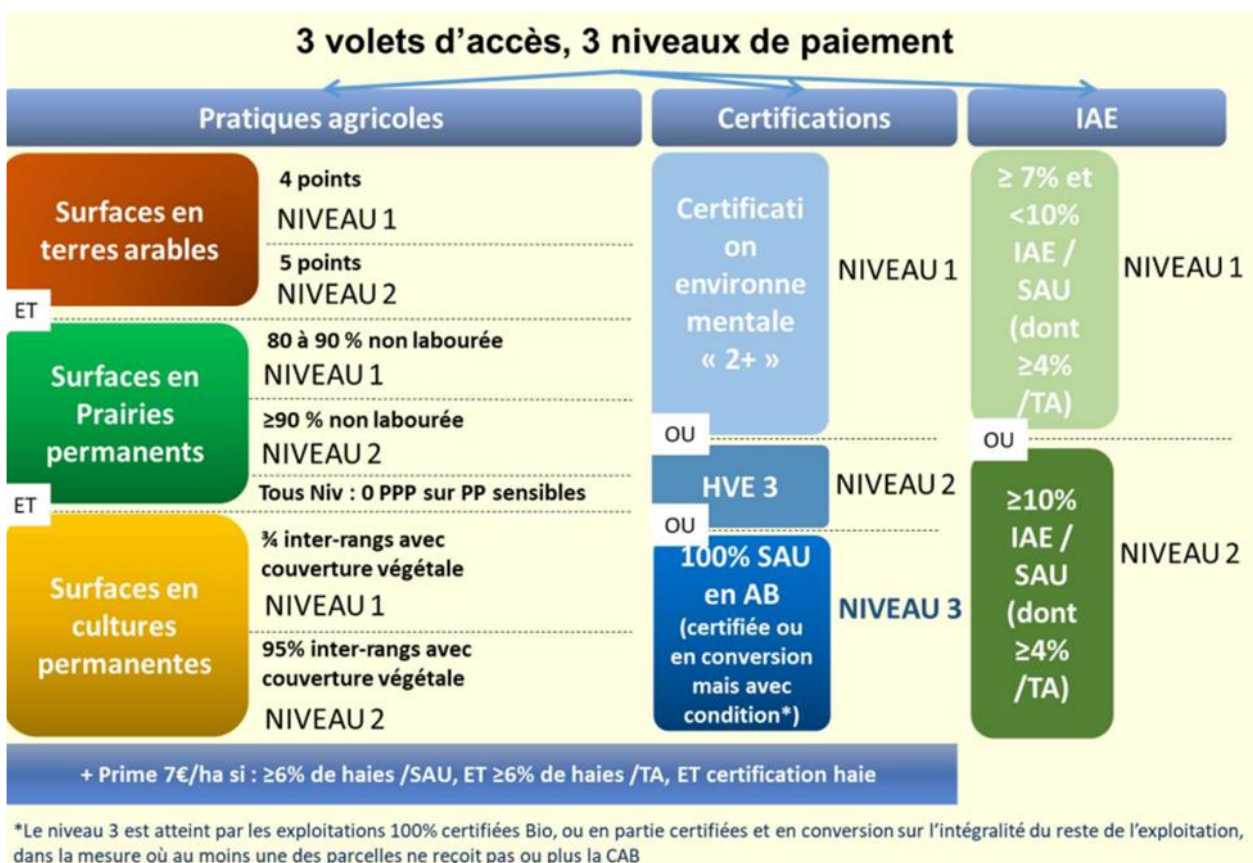 3 volets d’accès, 3 niveaux de paiement
Pratiques agricoles
Surfaces en
terres arables
4 points
NIVEAU 1
5 points
NIVEAU 2
ET
Surfaces en
Prairies
permanents
80 à 90 % non labourée
NIVEAU 1
≥90 % non labourée
NIVEAU 2
Tous Niv : 0 PPP sur PP sensibles
ET
Surfaces en
cultures
permanentes
¾ inter-rangs avec
couverture végétale
NIVEAU 1
95% inter-rangs avec
couverture végétale
NIVEAU 2
Certifications
Certificati
on
environne
mentale
« 2+ »
NIVEAU 1
OU
HVE 3
NIVEAU 2
OU
100% SAU
en AB
(certifiée ou
en conversion
mais avec
condition*)
NIVEAU 3
IAE
≥ 7% et
<10%
IAE /
SAU
(dont
≥4%
/TA)
NIVEAU 1
OU
≥10%
IAE /
SAU
(dont
≥4%
/TA)
NIVEAU 2
+ Prime 7€/ha si : ≥6% de haies /SAU, ET ≥6% de haies /TA, ET certification haie
*Le niveau 3 est atteint par les exploitations 100% certifiées Bio, ou en partie certifiées et en conversion sur l’intégralité du reste de l’exploitation,
dans la mesure où au moins une des parcelles ne reçoit pas ou plus la CAB